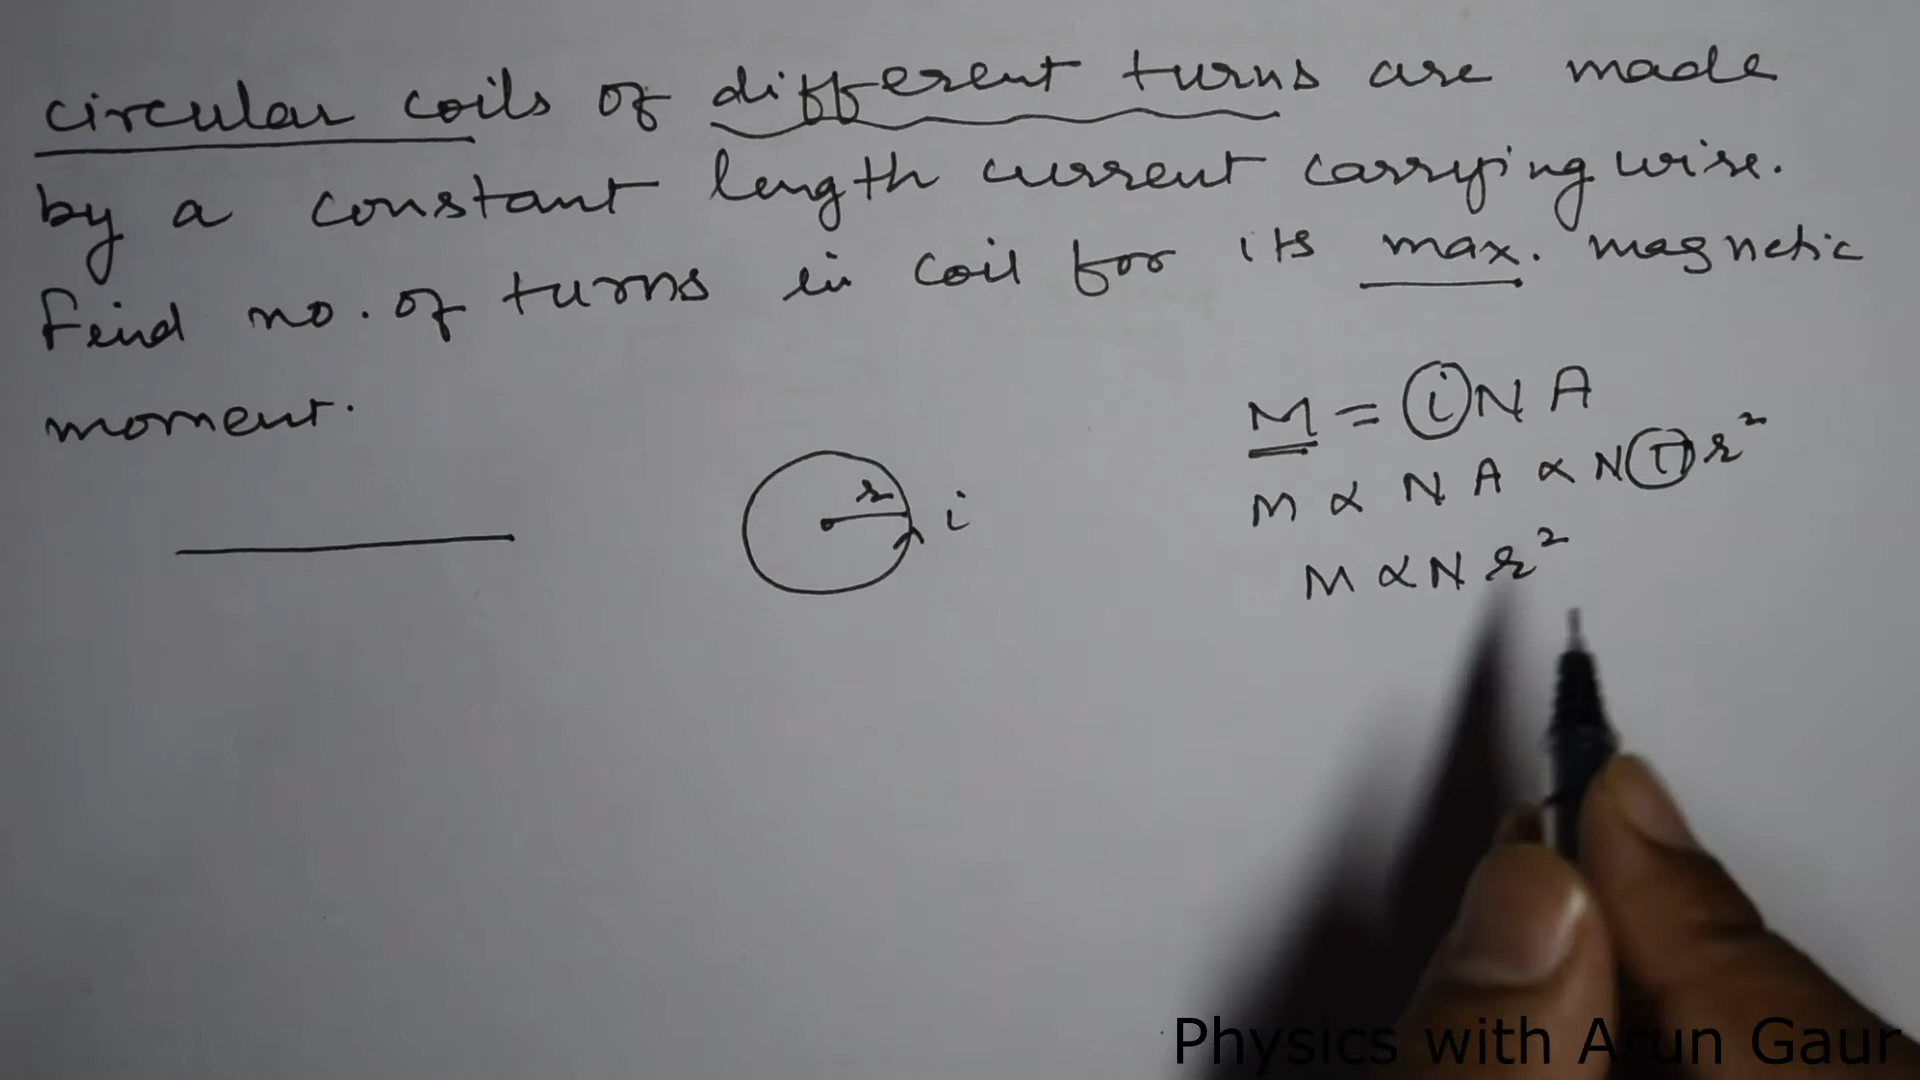 circular coils of different turns are made
by a constant length current carrying wire.
Find no. of turns in coil for its max. magnetic
moment.
M = i N A
M ∝ N A ∝ N π r²
r i
M ∝ N r²
Physics with Arun Gaur